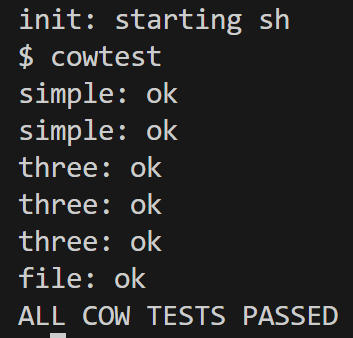 init: starting sh
$ cowtest
simple: ok
simple: ok
three: ok
three: ok
three: ok
file: ok
ALL COW TESTS PASSED